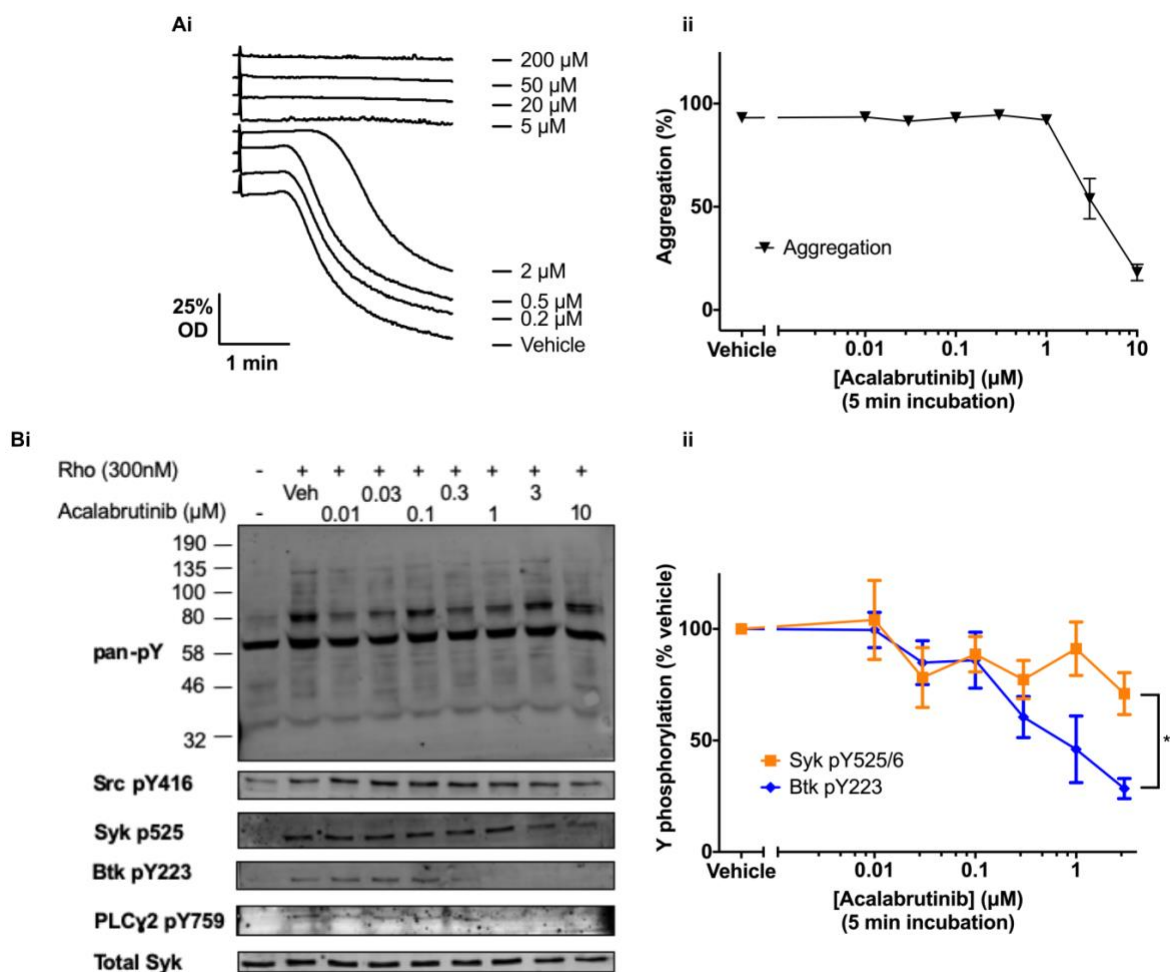 Ai
200 µM
50 µM
20 µM
5 µM
2 µM
0.5 µM
0.2 µM
Vehicle
25%
OD
1 min
ii
Aggregation (%)
100
50
0
Aggregation
Vehicle 0.01 0.1 1 10
[Acalabrutinib] (µM)
(5 min incubation)
Bi
Rho (300nM) - + + + + + + + +
Veh 0.03 0.3 3
Acalabrutinib (µM) - 0.01 0.1 1 10
190
135
100
80
58
46
32
pan-pY
Src pY416
Syk p525
Btk pY223
PLCɣ2 pY759
Total Syk
ii
Y phosphorylation (% vehicle)
100
50
0
Syk pY525/6
Btk pY223
*
Vehicle 0.01 0.1 1
[Acalabrutinib] (µM)
(5 min incubation)